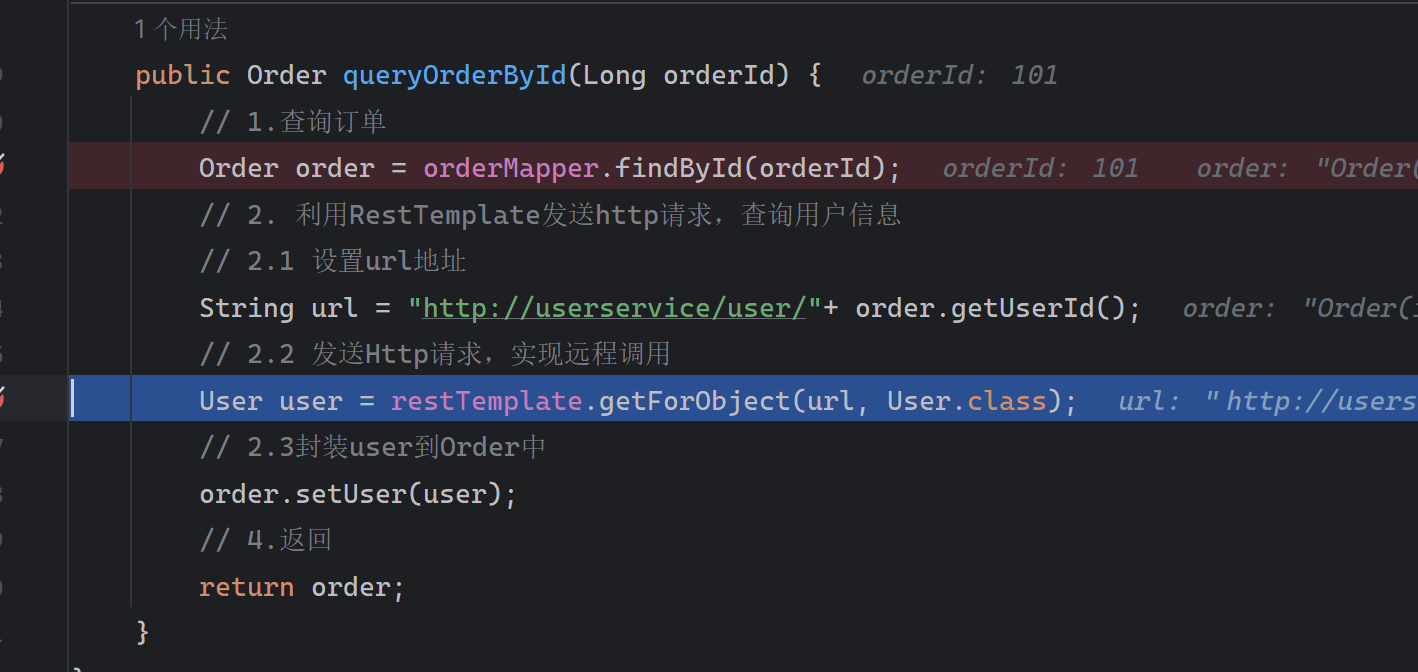 1 个用法
public Order queryOrderById(Long orderId) { orderId: 101
// 1.查询订单
Order order = orderMapper.findById(orderId); orderId: 101 order: "Order(
// 2. 利用RestTemplate发送http请求，查询用户信息
// 2.1 设置url地址
String url = "http://userservice/user/"+ order.getUserId(); order: "Order(i
// 2.2 发送Http请求，实现远程调用
User user = restTemplate.getForObject(url, User.class); url: "http://users
// 2.3封装user到Order中
order.setUser(user);
// 4.返回
return order;
}